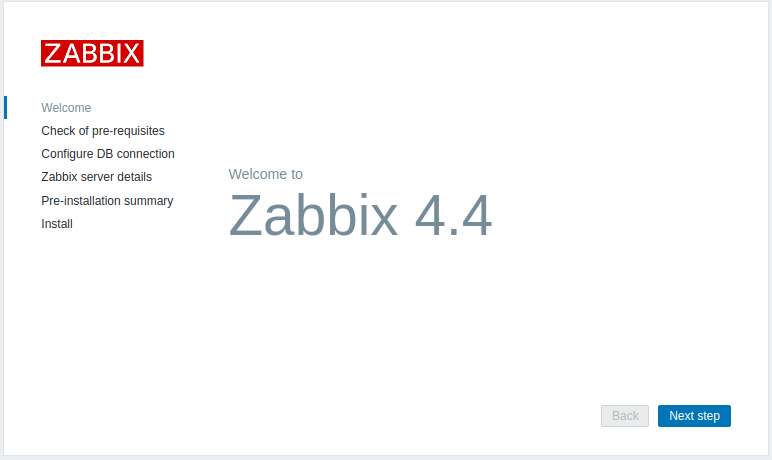 ZABBIX
Welcome
Check of pre-requisites
Configure DB connection
Zabbix server details
Pre-installation summary
Install
Welcome to
Zabbix 4.4
Back
Next step